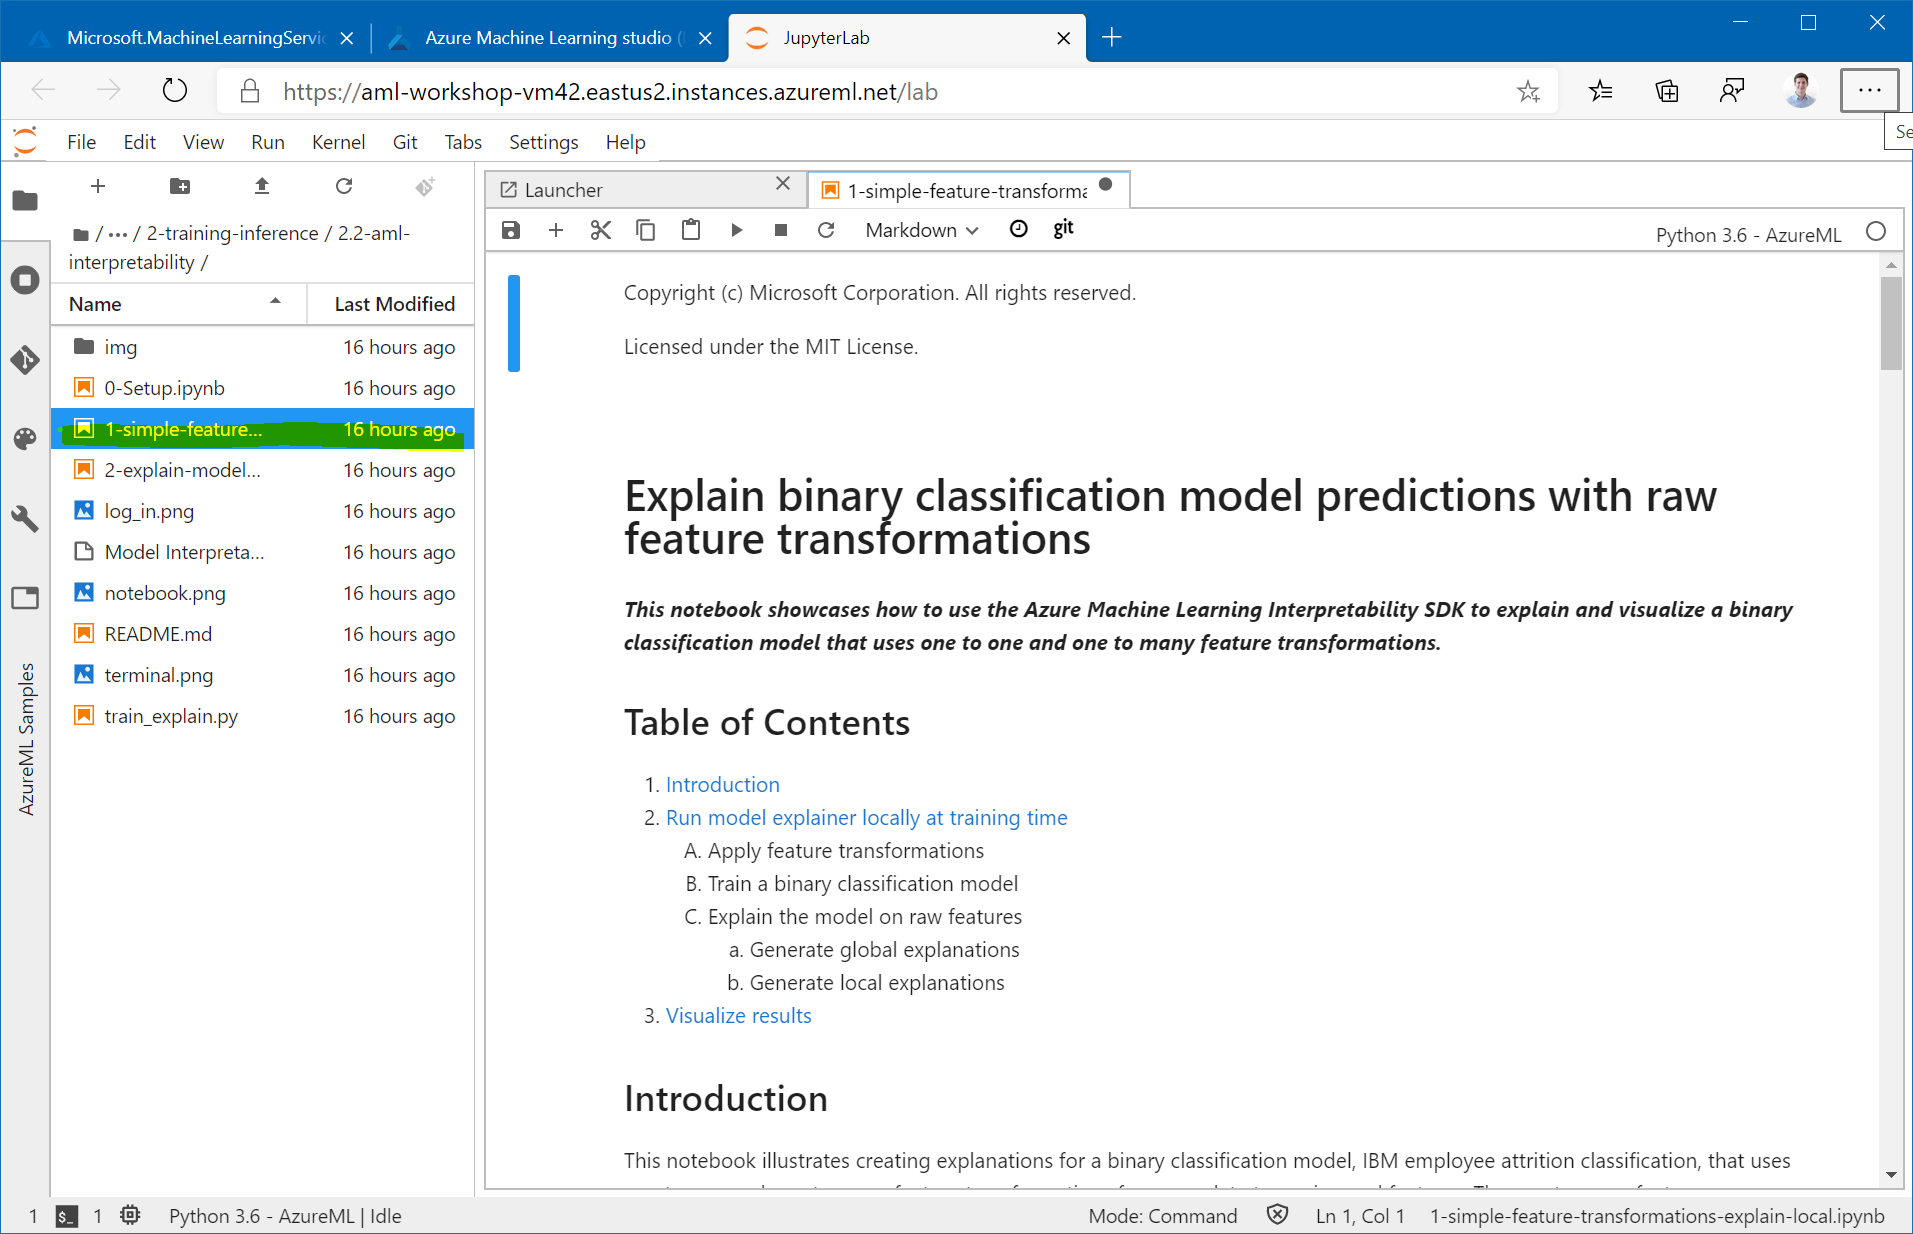 Microsoft.MachineLearningServic
Azure Machine Learning studio (
JupyterLab
https://aml-workshop-vm42.eastus2.instances.azureml.net/lab
Se
File Edit View Run Kernel Git Tabs Settings Help
/ ··· / 2-training-inference / 2.2-aml-
interpretability /
Name Last Modified
img 16 hours ago
0-Setup.ipynb 16 hours ago
1-simple-feature... 16 hours ago
2-explain-model... 16 hours ago
log_in.png 16 hours ago
Model Interpreta... 16 hours ago
notebook.png 16 hours ago
README.md 16 hours ago
terminal.png 16 hours ago
train_explain.py 16 hours ago
AzureML Samples
Launcher
1-simple-feature-transforma
Markdown
git
Python 3.6 - AzureML
Copyright (c) Microsoft Corporation. All rights reserved.
Licensed under the MIT License.
Explain binary classification model predictions with raw
feature transformations
This notebook showcases how to use the Azure Machine Learning Interpretability SDK to explain and visualize a binary
classification model that uses one to one and one to many feature transformations.
Table of Contents
1. Introduction
2. Run model explainer locally at training time
A. Apply feature transformations
B. Train a binary classification model
C. Explain the model on raw features
a. Generate global explanations
b. Generate local explanations
3. Visualize results
Introduction
This notebook illustrates creating explanations for a binary classification model, IBM employee attrition classification, that uses
1 $_ 1 Python 3.6 - AzureML | Idle
Mode: Command Ln 1, Col 1 1-simple-feature-transformations-explain-local.ipynb